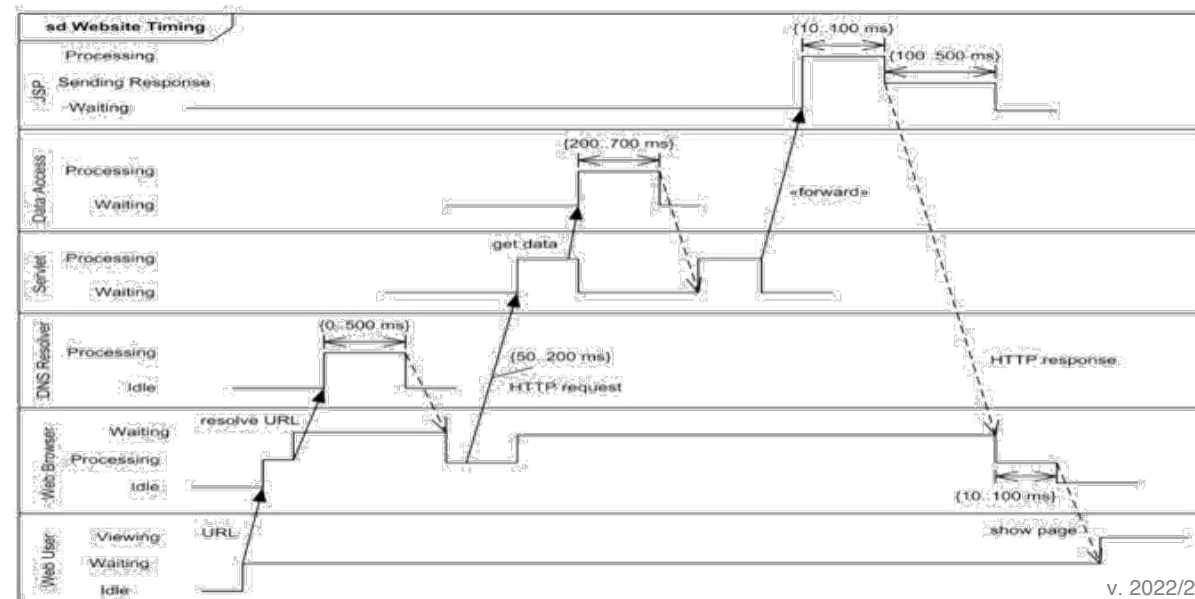 sd Website Timing
{10..100 ms}
JSP
Processing
{100..500 ms}
Sending Response
Waiting
{200..700 ms}
Data Access
Processing
«forward»
Waiting
get data
Servlet
Processing
Waiting
{0..500 ms}
DNS Resolver
Processing
{50..200 ms}
HTTP response
Idle
HTTP request
resolve URL
Web Browser
Waiting
Processing
Idle
{10..100 ms}
Web User
Viewing
URL
show page
Waiting
Idle
v. 2022/2